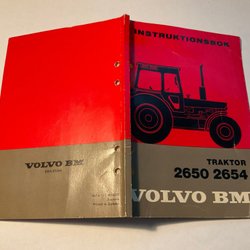 INSTRUKTIONSBOK
TRAKTOR
2650 2654
VOLVO BM
VOLVO BM